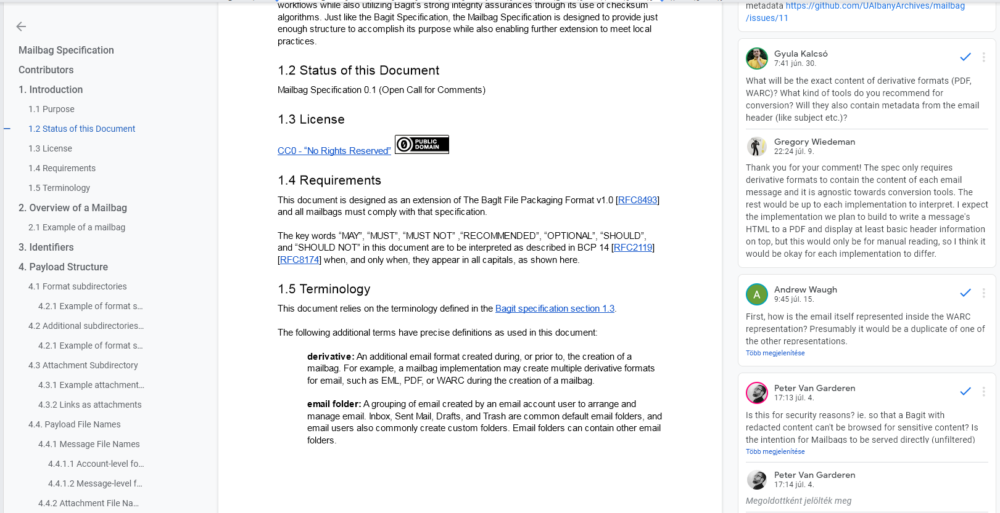 Mailbag Specification
Contributors
1. Introduction
1.1 Purpose
1.2 Status of this Document
1.3 License
1.4 Requirements
1.5 Terminology
2. Overview of a Mailbag
2.1 Example of a mailbag
3. Identifiers
4. Payload Structure
4.1 Format subdirectories
4.2.1 Example of format s...
4.2 Additional subdirectories...
4.2.1 Example of format s...
4.3 Attachment Subdirectory
4.3.1 Example attachment...
4.3.2 Links as attachments
4.4. Payload File Names
4.4.1 Message File Names
4.4.1.1 Account-level fo...
4.4.1.2 Message-level f...
4.4.2 Attachment File Na...
workflows while also utilizing Bagit's strong integrity assurances through its use of checksum
algorithms. Just like the Bagit Specification, the Mailbag Specification is designed to provide just
enough structure to accomplish its purpose while also enabling further extension to meet local
practices.
1.2 Status of this Document
Mailbag Specification 0.1 (Open Call for Comments)
1.3 License
CC0 - “No Rights Reserved”
PUBLIC
DOMAIN
1.4 Requirements
This document is designed as an extension of The BagIt File Packaging Format v1.0 [RFC8493]
and all mailbags must comply with that specification.
The key words “MAY”, “MUST”, “MUST NOT” ,“RECOMMENDED”, “OPTIONAL”, “SHOULD”,
and “SHOULD NOT” in this document are to be interpreted as described in BCP 14 [RFC2119]
[RFC8174] when, and only when, they appear in all capitals, as shown here.
1.5 Terminology
This document relies on the terminology defined in the Bagit specification section 1.3.
The following additional terms have precise definitions as used in this document:
derivative: An additional email format created during, or prior to, the creation of a
mailbag. For example, a mailbag implementation may create multiple derivative formats
for email, such as EML, PDF, or WARC during the creation of a mailbag.
email folder: A grouping of email created by an email account user to arrange and
manage email. Inbox, Sent Mail, Drafts, and Trash are common default email folders, and
email users also commonly create custom folders. Email folders can contain other email
folders.
metadata https://github.com/UAlbanyArchives/mailbag
/issues/11
Gyula Kalcsó
7:41 jún. 30.
What will be the exact content of derivative formats (PDF,
WARC)? What kind of tools do you recommend for
conversion? Will they also contain metadata from the email
header (like subject etc.)?
Gregory Wiedeman
22:24 júl. 9.
Thank you for your comment! The spec only requires
derivative formats to contain the content of each email
message and it is agnostic towards conversion tools. The
rest would be up to each implementation to interpret. I expect
the implementation we plan to build to write a message's
HTML to a PDF and display at least basic header information
on top, but this would only be for manual reading, so I think it
would be okay for each implementation to differ.
A
Andrew Waugh
9:45 júl. 15.
First, how is the email itself represented inside the WARC
representation? Presumably it would be a duplicate of one of
the other representations.
Több megjelenítése
Peter Van Garderen
17:13 júl. 4.
Is this for security reasons? ie. so that a Bagit with
redacted content can't be browsed for sensitive content? Is
the intention for Mailbags to be served directly (unfiltered)
Több megjelenítése
Peter Van Garderen
17:14 júl. 4.
Megoldottként jelölték meg